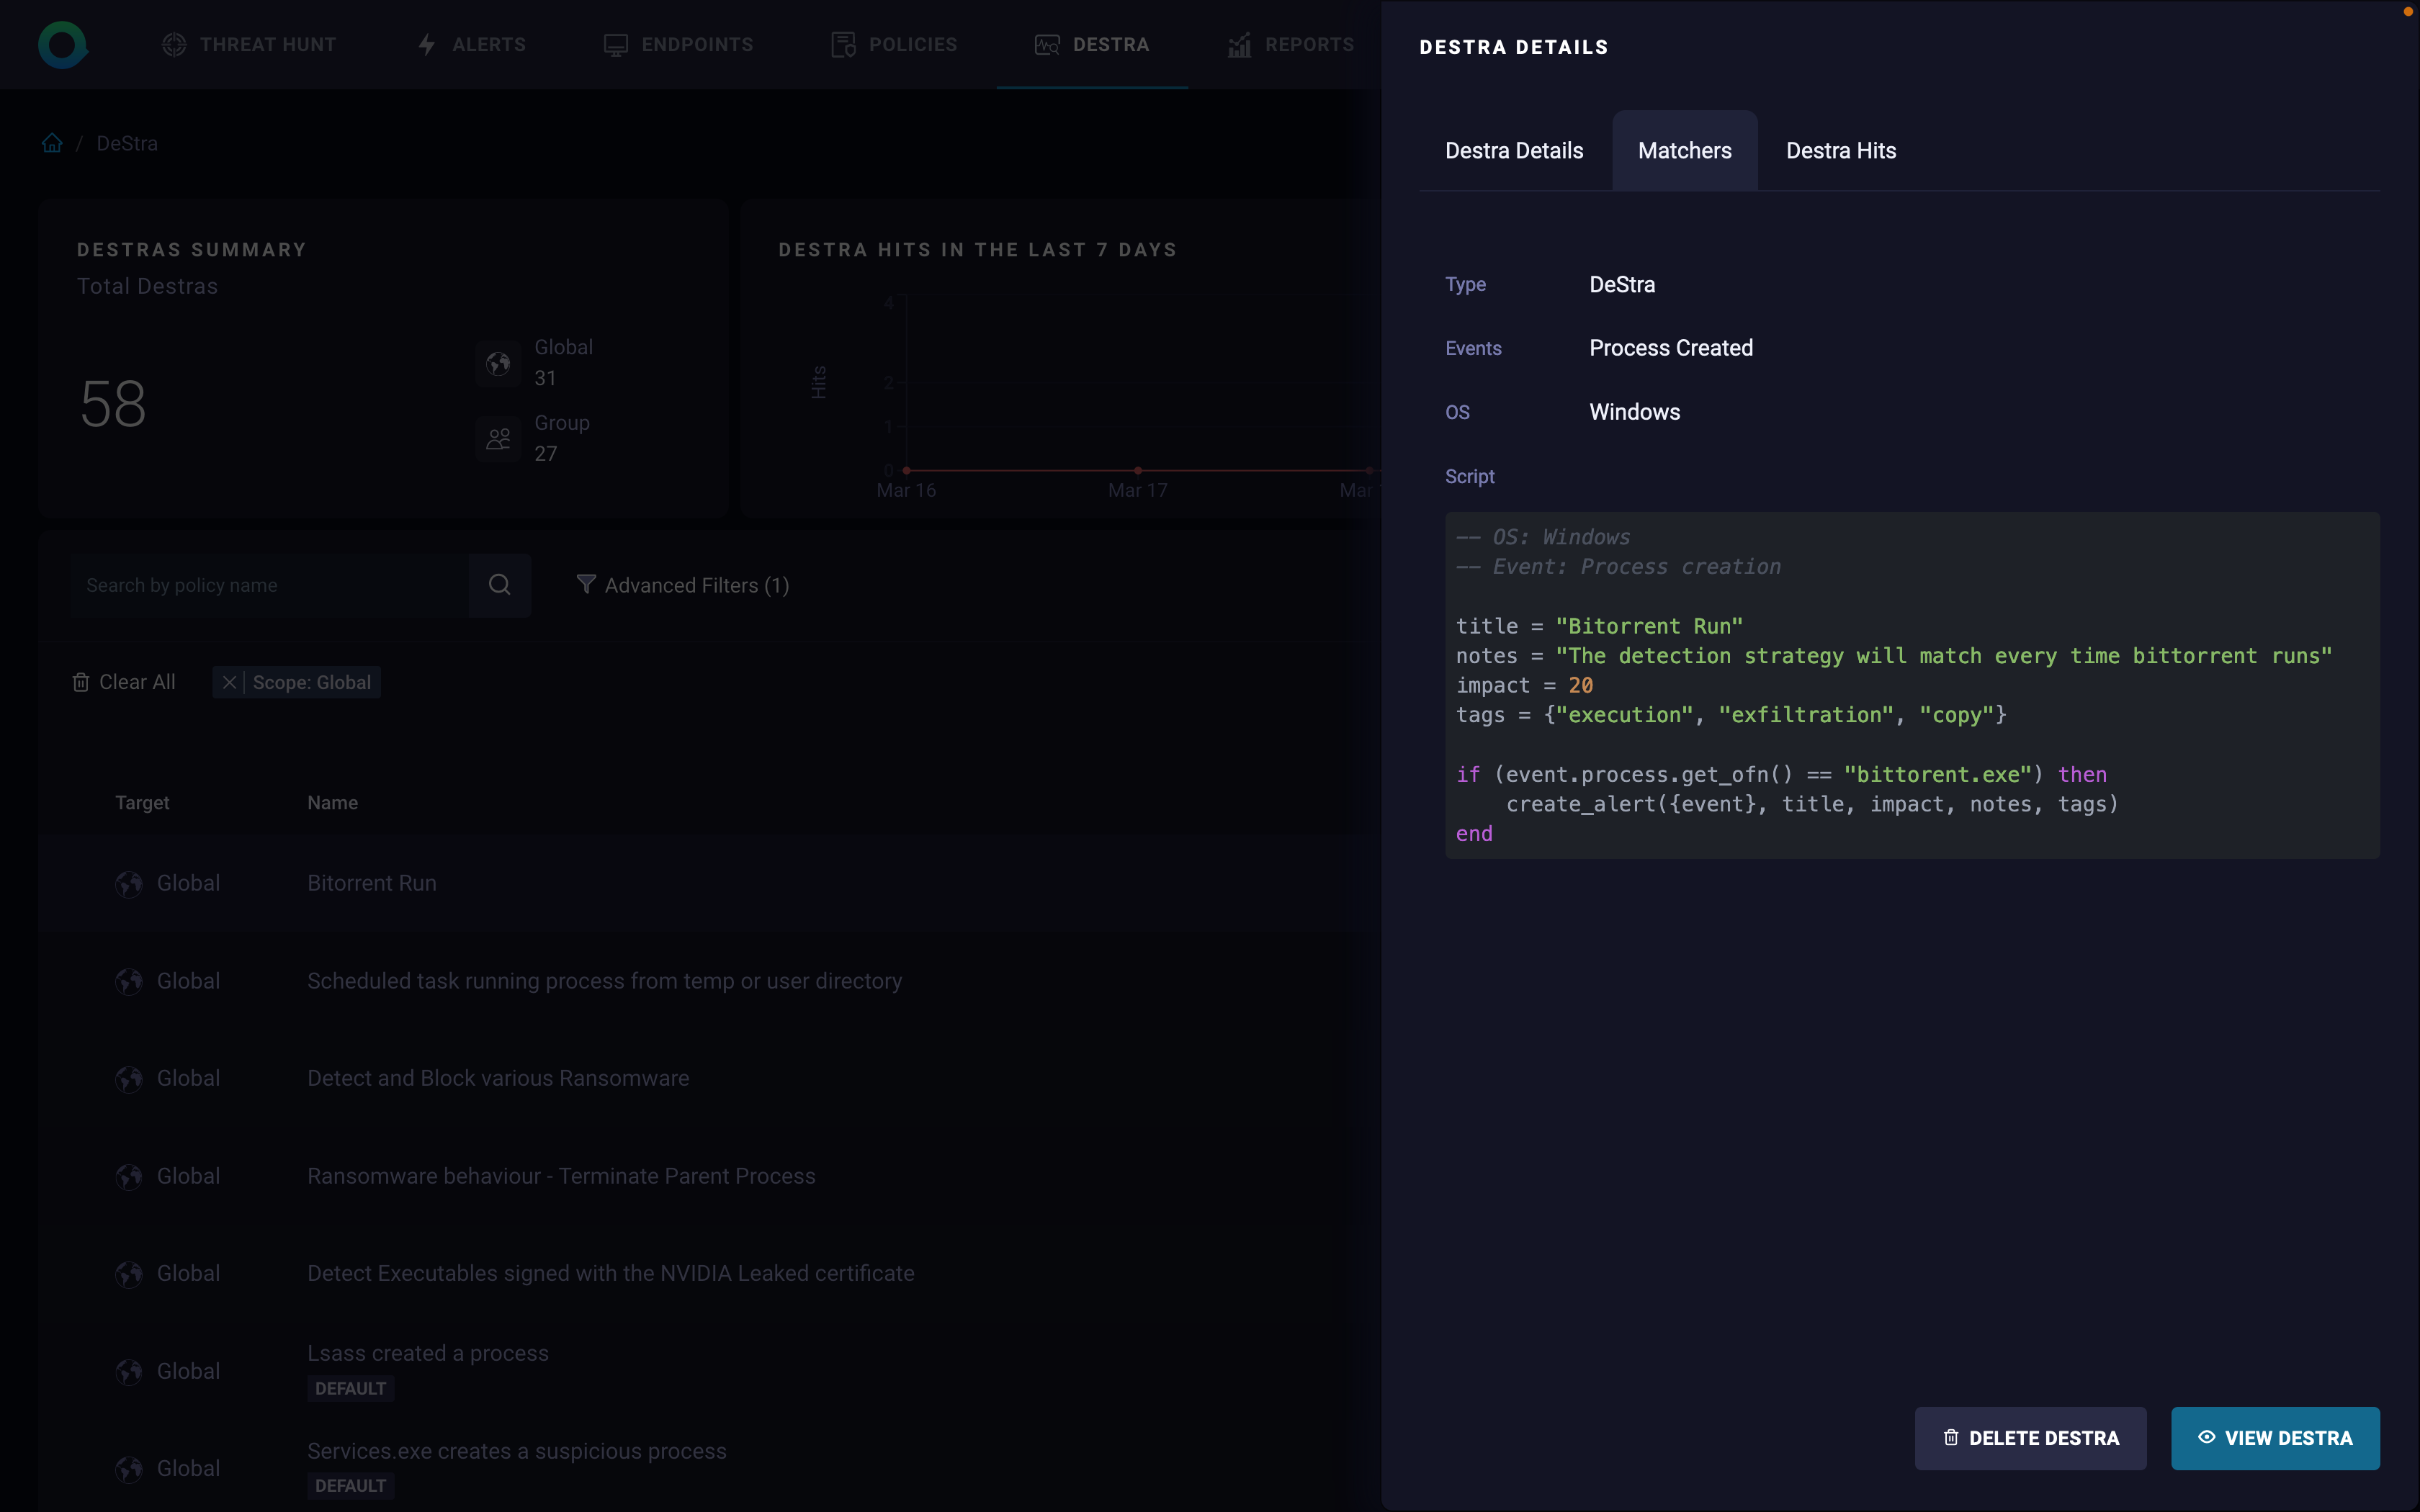 THREAT HUNT
ALERTS
ENDPOINTS
POLICIES
DESTRA
REPORTS
/ DeStra
DESTRAS SUMMARY
Total Destras
58
Global
31
Group
27
DESTRA HITS IN THE LAST 7 DAYS
Hits
4
2
1
0
Mar 16
Mar 17
Mar
Search by policy name
Advanced Filters (1)
Clear All
Scope: Global
Target Name
Global Bitorrent Run
Global Scheduled task running process from temp or user directory
Global Detect and Block various Ransomware
Global Ransomware behaviour - Terminate Parent Process
Global Detect Executables signed with the NVIDIA Leaked certificate
Global Lsass created a process
DEFAULT
Global Services.exe creates a suspicious process
DEFAULT
DESTRA DETAILS
Destra Details
Matchers
Destra Hits
Type DeStra
Events Process Created
OS Windows
Script
-- OS: Windows
-- Event: Process creation
title = "Bitorrent Run"
notes = "The detection strategy will match every time bittorrent runs"
impact = 20
tags = {"execution", "exfiltration", "copy"}
if (event.process.get_ofn() == "bittorent.exe") then
create_alert({event}, title, impact, notes, tags)
end
DELETE DESTRA
VIEW DESTRA